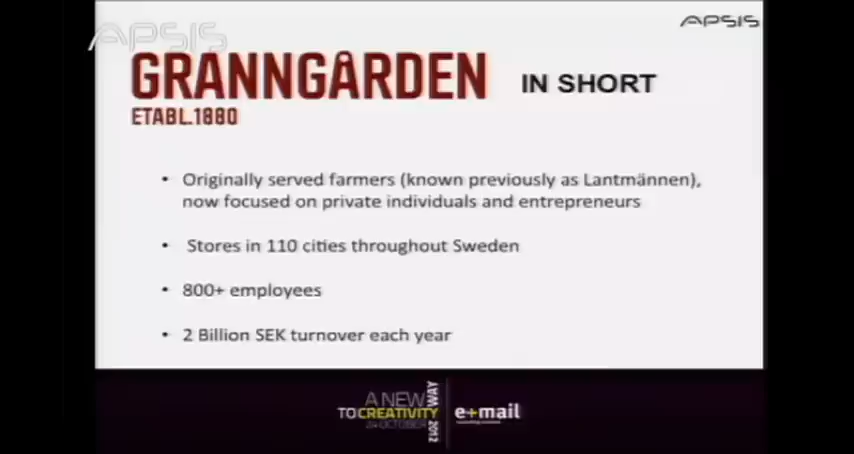 APSIS
APSIS
GRANNGÅRDEN IN SHORT
ETABL.1880
• Originally served farmers (known previously as Lantmännen),
now focused on private individuals and entrepreneurs
• Stores in 110 cities throughout Sweden
• 800+ employees
• 2 Billion SEK turnover each year
A NEW
WAY
TO CREATIVITY
24 OCTOBER
2012
e+mail